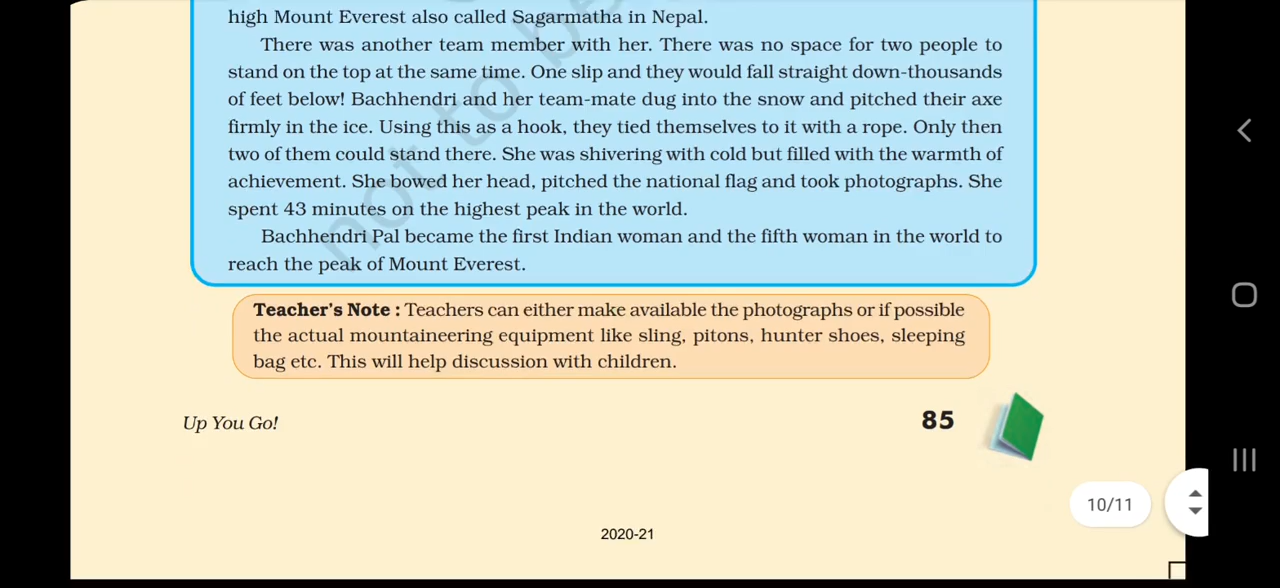 high Mount Everest also called Sagarmatha in Nepal.
There was another team member with her. There was no space for two people to
stand on the top at the same time. One slip and they would fall straight down-thousands
of feet below! Bachhendri and her team-mate dug into the snow and pitched their axe
firmly in the ice. Using this as a hook, they tied themselves to it with a rope. Only then
two of them could stand there. She was shivering with cold but filled with the warmth of
achievement. She bowed her head, pitched the national flag and took photographs. She
spent 43 minutes on the highest peak in the world.
Bachhendri Pal became the first Indian woman and the fifth woman in the world to
reach the peak of Mount Everest.
Teacher's Note : Teachers can either make available the photographs or if possible
the actual mountaineering equipment like sling, pitons, hunter shoes, sleeping
bag etc. This will help discussion with children.
Up You Go!
85
10/11
2020-21
not to be